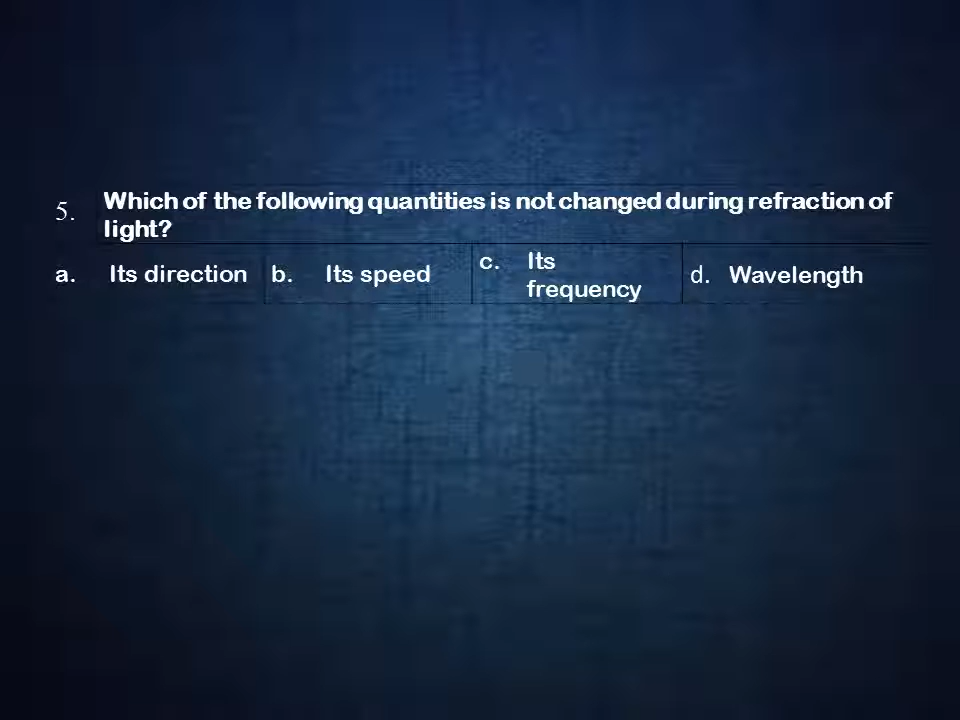 5. Which of the following quantities is not changed during refraction of
light?
a. Its direction b. Its speed c. Its
frequency d. Wavelength